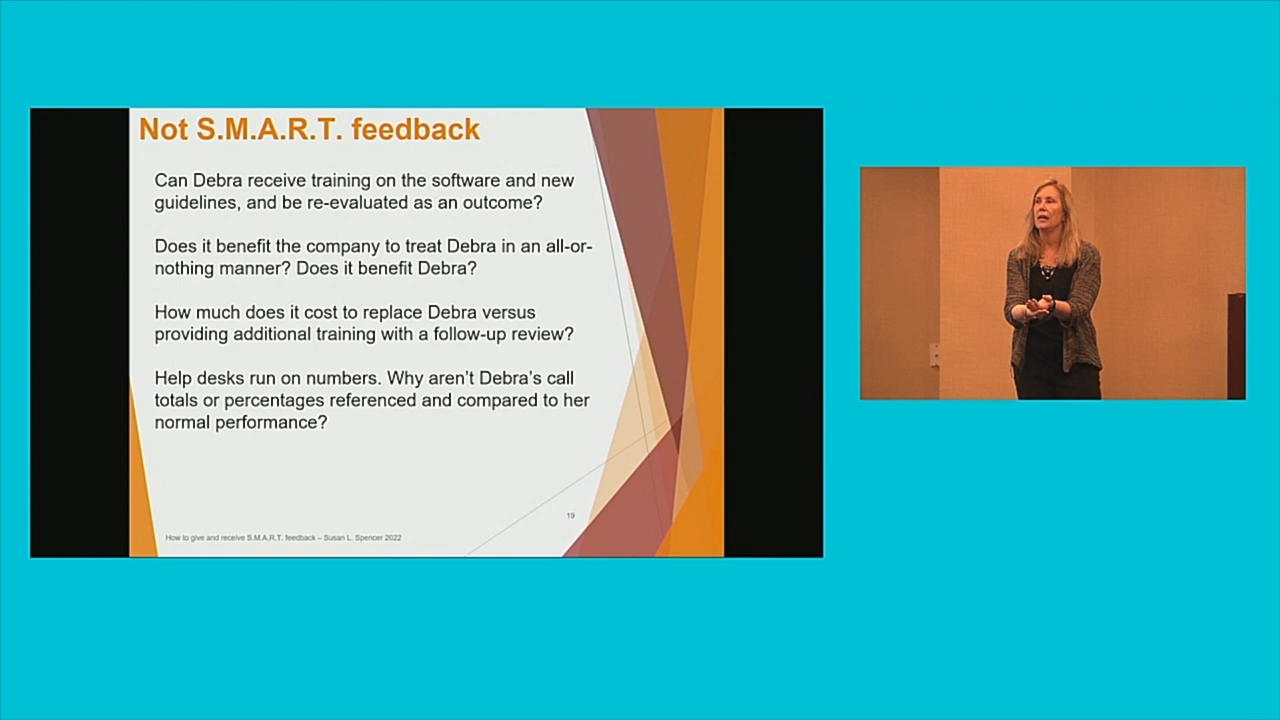 Not S.M.A.R.T. feedback
Can Debra receive training on the software and new
guidelines, and be re-evaluated as an outcome?
Does it benefit the company to treat Debra in an all-or-
nothing manner? Does it benefit Debra?
How much does it cost to replace Debra versus
providing additional training with a follow-up review?
Help desks run on numbers. Why aren’t Debra’s call
totals or percentages referenced and compared to her
normal performance?
19
How to give and receive S.M.A.R.T. feedback – Susan L. Spencer 2022